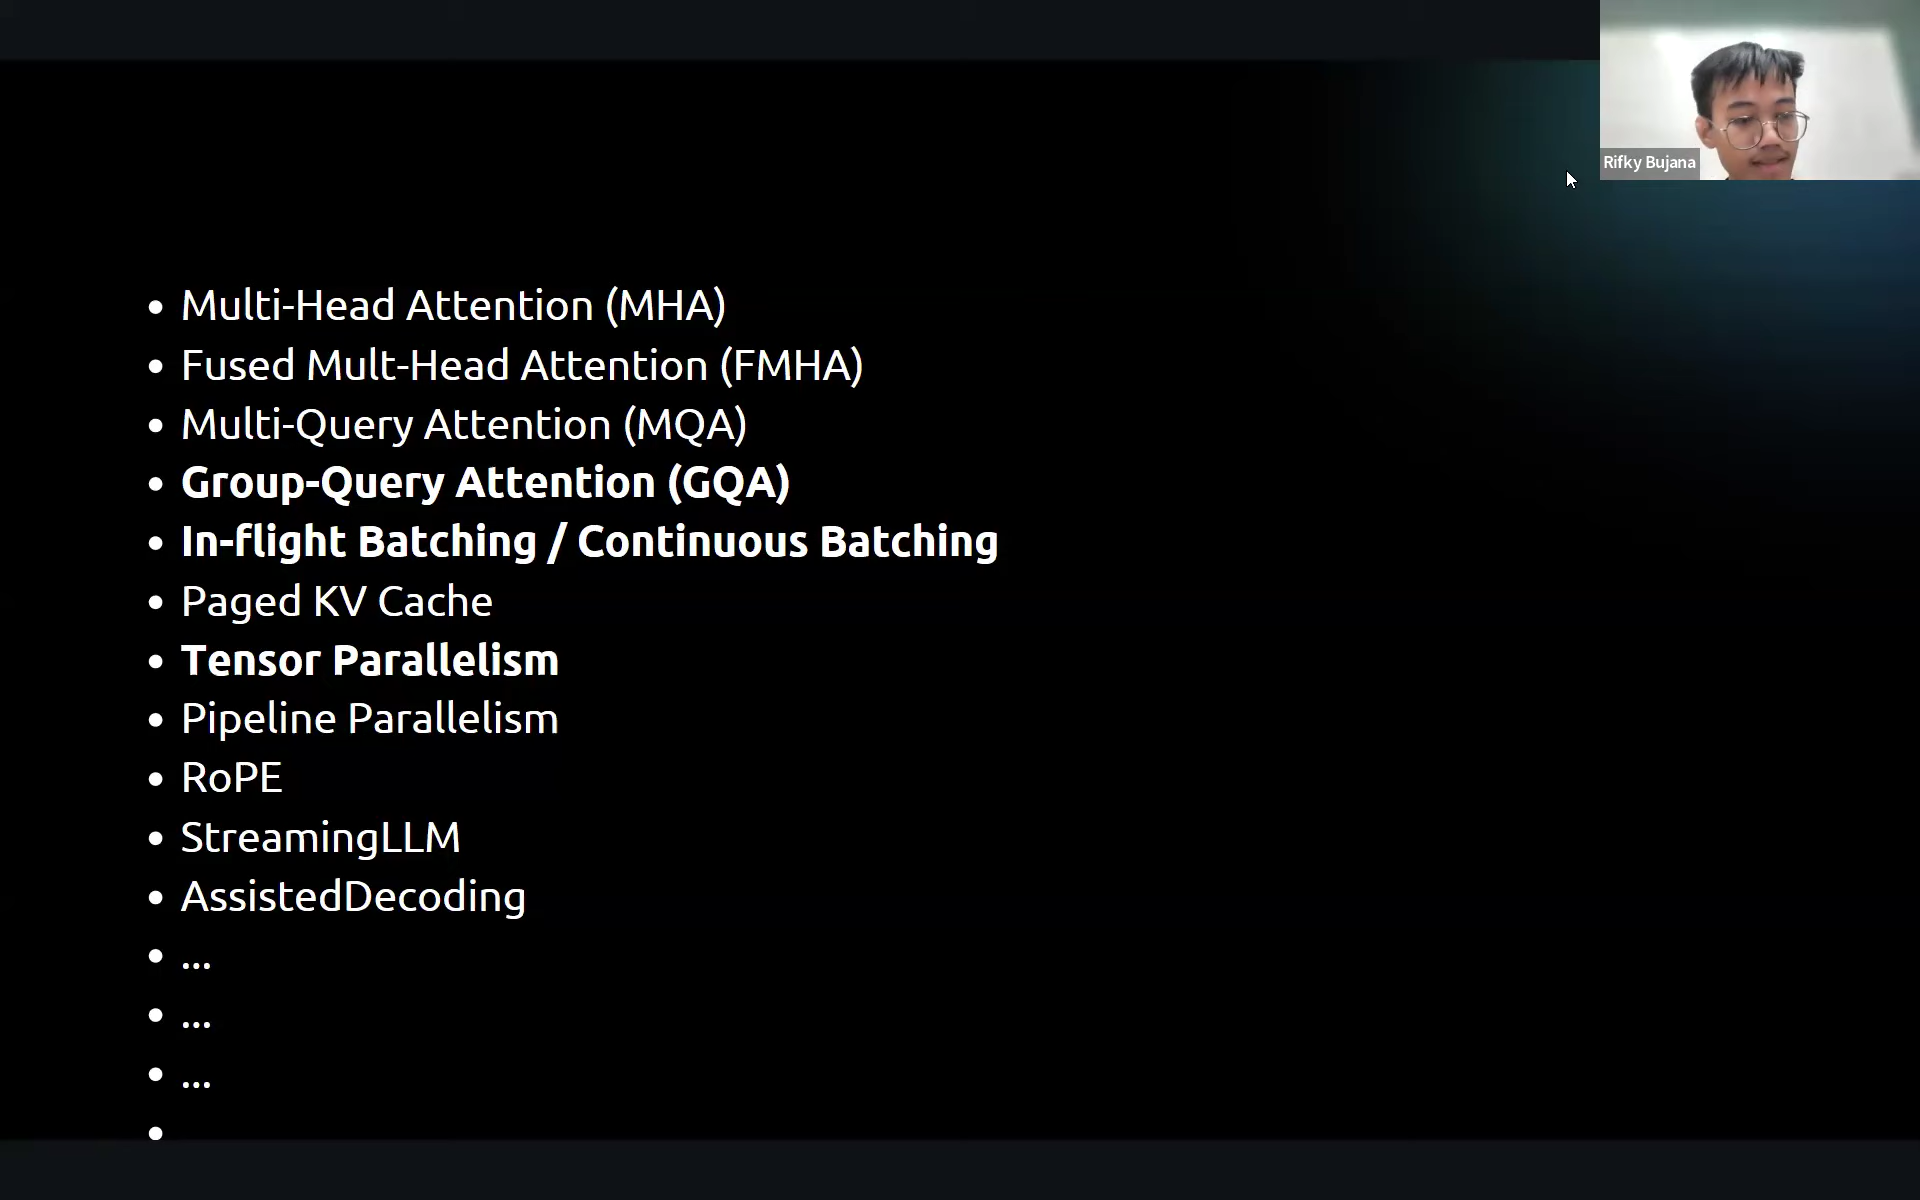 Rifky Bujana
• Multi-Head Attention (MHA)
• Fused Mult-Head Attention (FMHA)
• Multi-Query Attention (MQA)
• Group-Query Attention (GQA)
• In-flight Batching / Continuous Batching
• Paged KV Cache
• Tensor Parallelism
• Pipeline Parallelism
• RoPE
• StreamingLLM
• AssistedDecoding
• ...
• ...
• ...
•